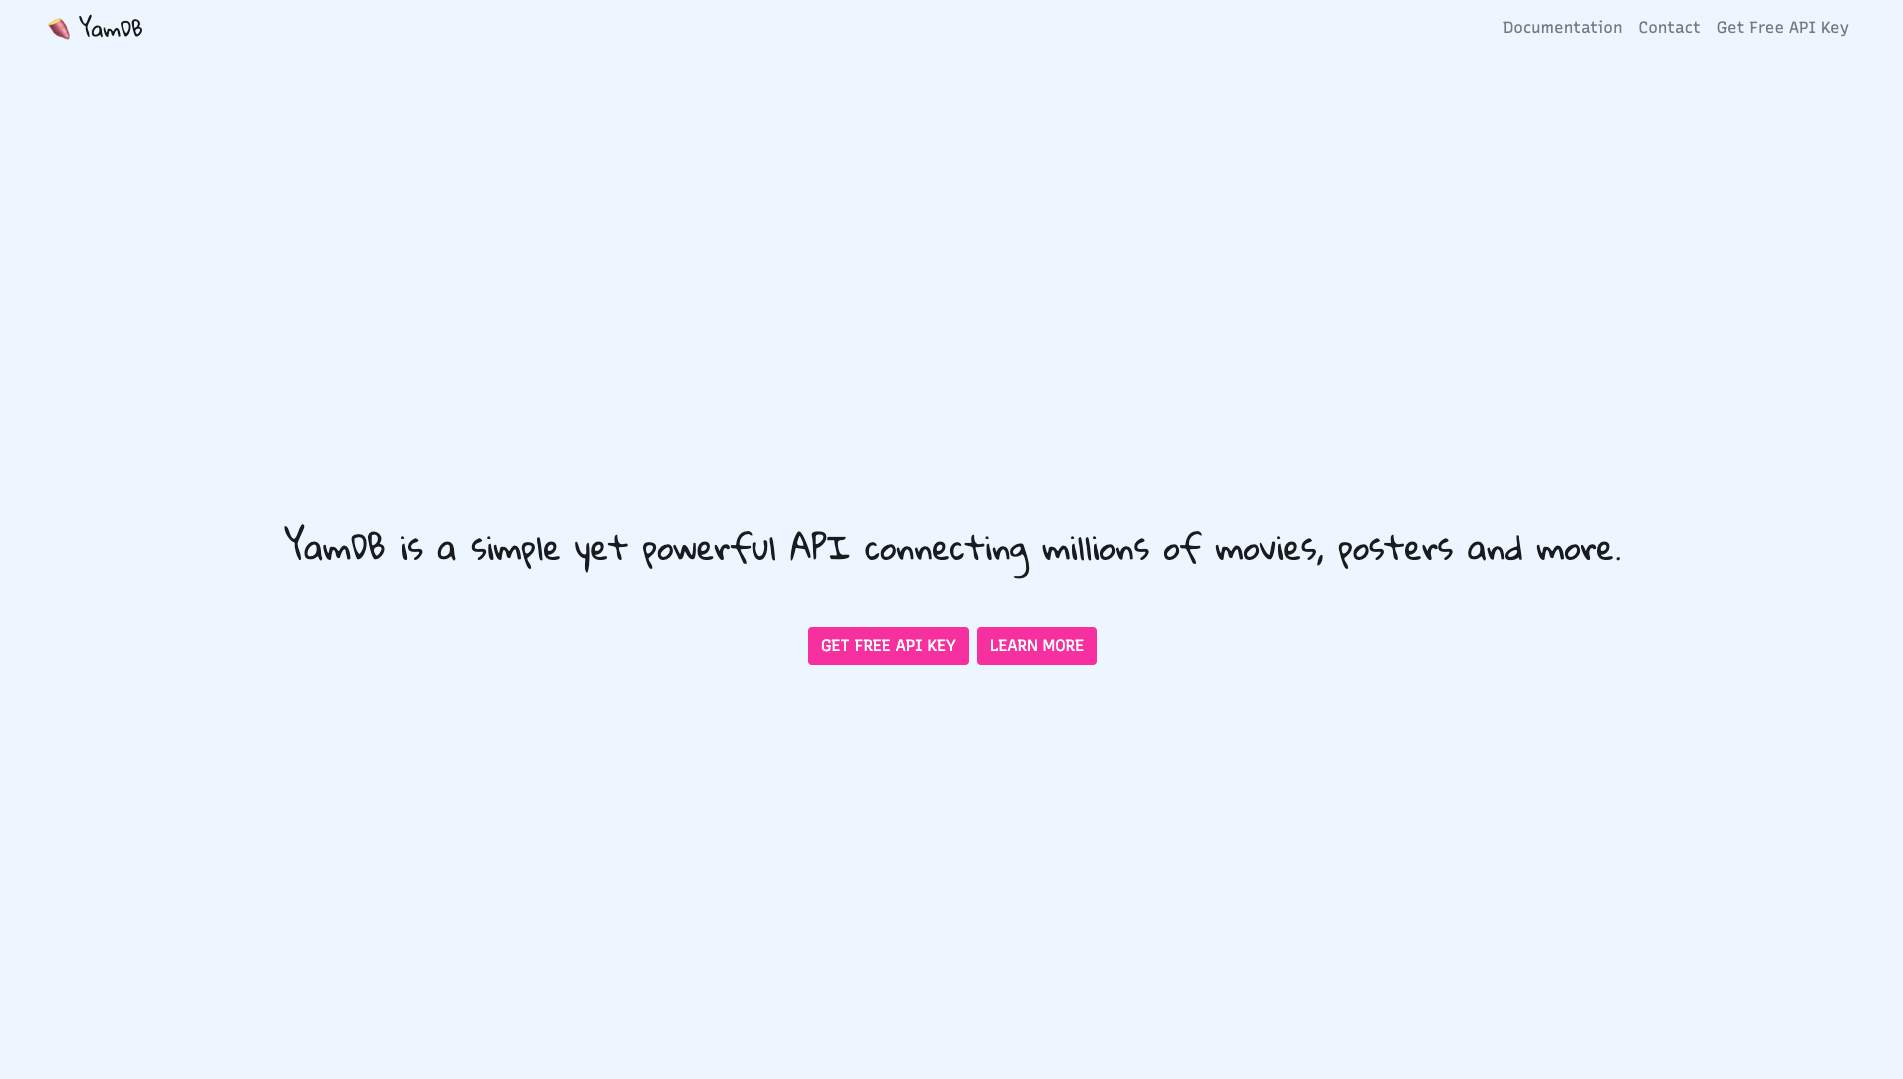 YamDB
Documentation Contact Get Free API Key
YamDB is a simple yet powerful API connecting millions of movies, posters and more.
GET FREE API KEY LEARN MORE